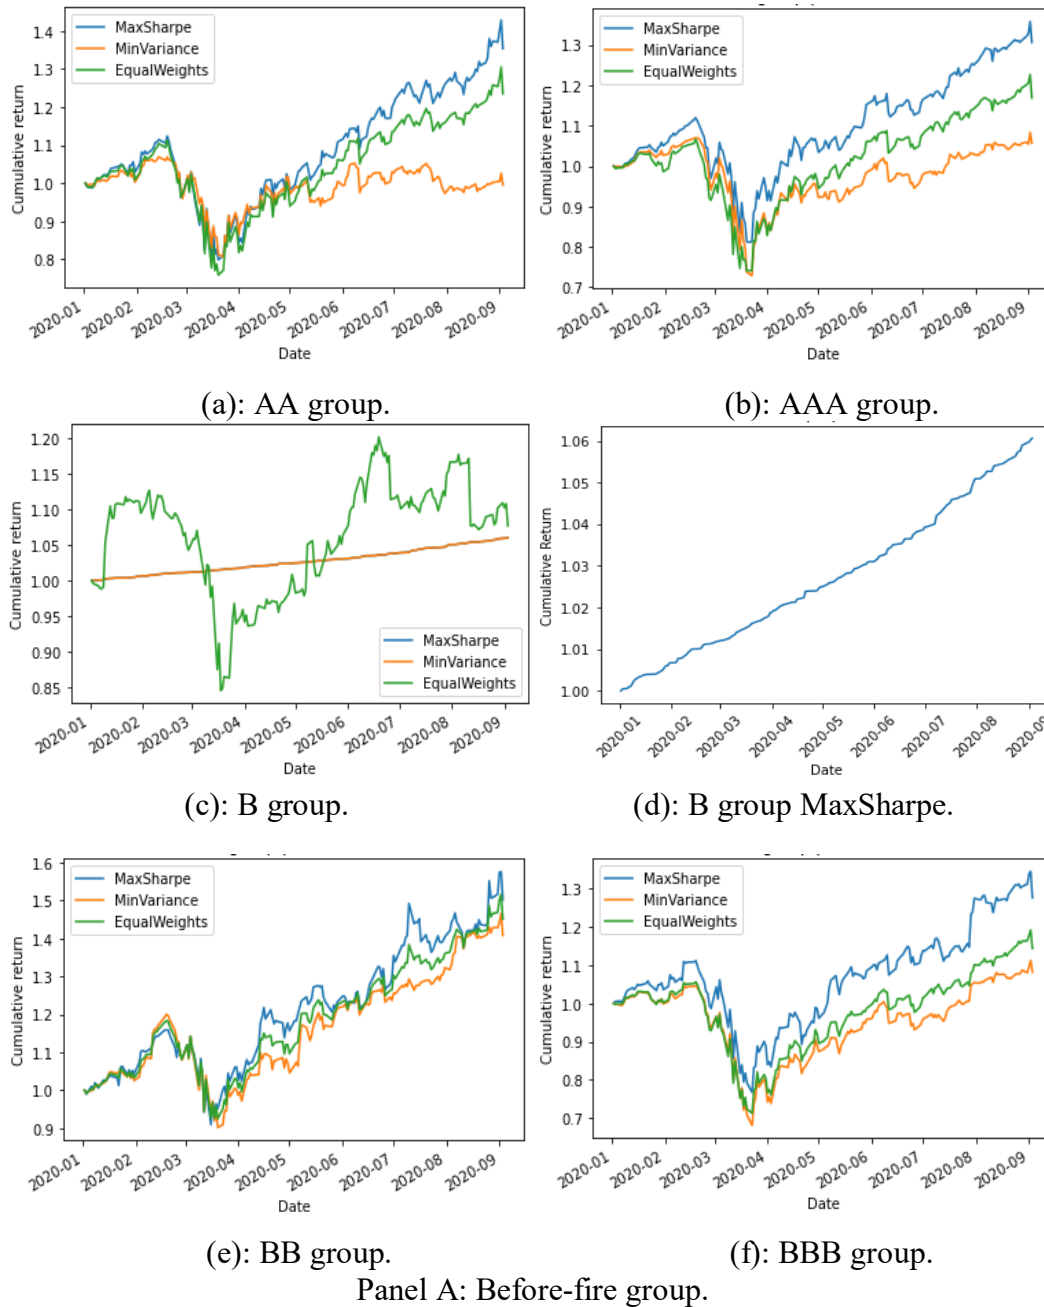 MaxSharpe
MinVariance
EqualWeights
Cumulative return
1.4
1.3
1.2
1.1
1.0
0.9
0.8
2020-01
2020-02
2020-03
2020-04
2020-05
2020-06
2020-07
2020-08
2020-09
Date
(a): AA group.
MaxSharpe
MinVariance
EqualWeights
Cumulative return
1.3
1.2
1.1
1.0
0.9
0.8
0.7
2020-01
2020-02
2020-03
2020-04
2020-05
2020-06
2020-07
2020-08
2020-09
Date
(b): AAA group.
Cumulative return
1.20
1.15
1.10
1.05
1.00
0.95
0.90
0.85
MaxSharpe
MinVariance
EqualWeights
2020-01
2020-02
2020-03
2020-04
2020-05
2020-06
2020-07
2020-08
2020-09
Date
(c): B group.
Cumulative Return
1.06
1.05
1.04
1.03
1.02
1.01
1.00
2020-01
2020-02
2020-03
2020-04
2020-05
2020-06
2020-07
2020-08
Date
(d): B group MaxSharpe.
MaxSharpe
MinVariance
EqualWeights
Cumulative return
1.6
1.5
1.4
1.3
1.2
1.1
1.0
0.9
2020-01
2020-02
2020-03
2020-04
2020-05
2020-06
2020-07
2020-08
2020-09
Date
(e): BB group.
MaxSharpe
MinVariance
EqualWeights
Cumulative return
1.3
1.2
1.1
1.0
0.9
0.8
0.7
2020-01
2020-02
2020-03
2020-04
2020-05
2020-06
2020-07
2020-08
2020-09
Date
(f): BBB group.
Panel A: Before-fire group.